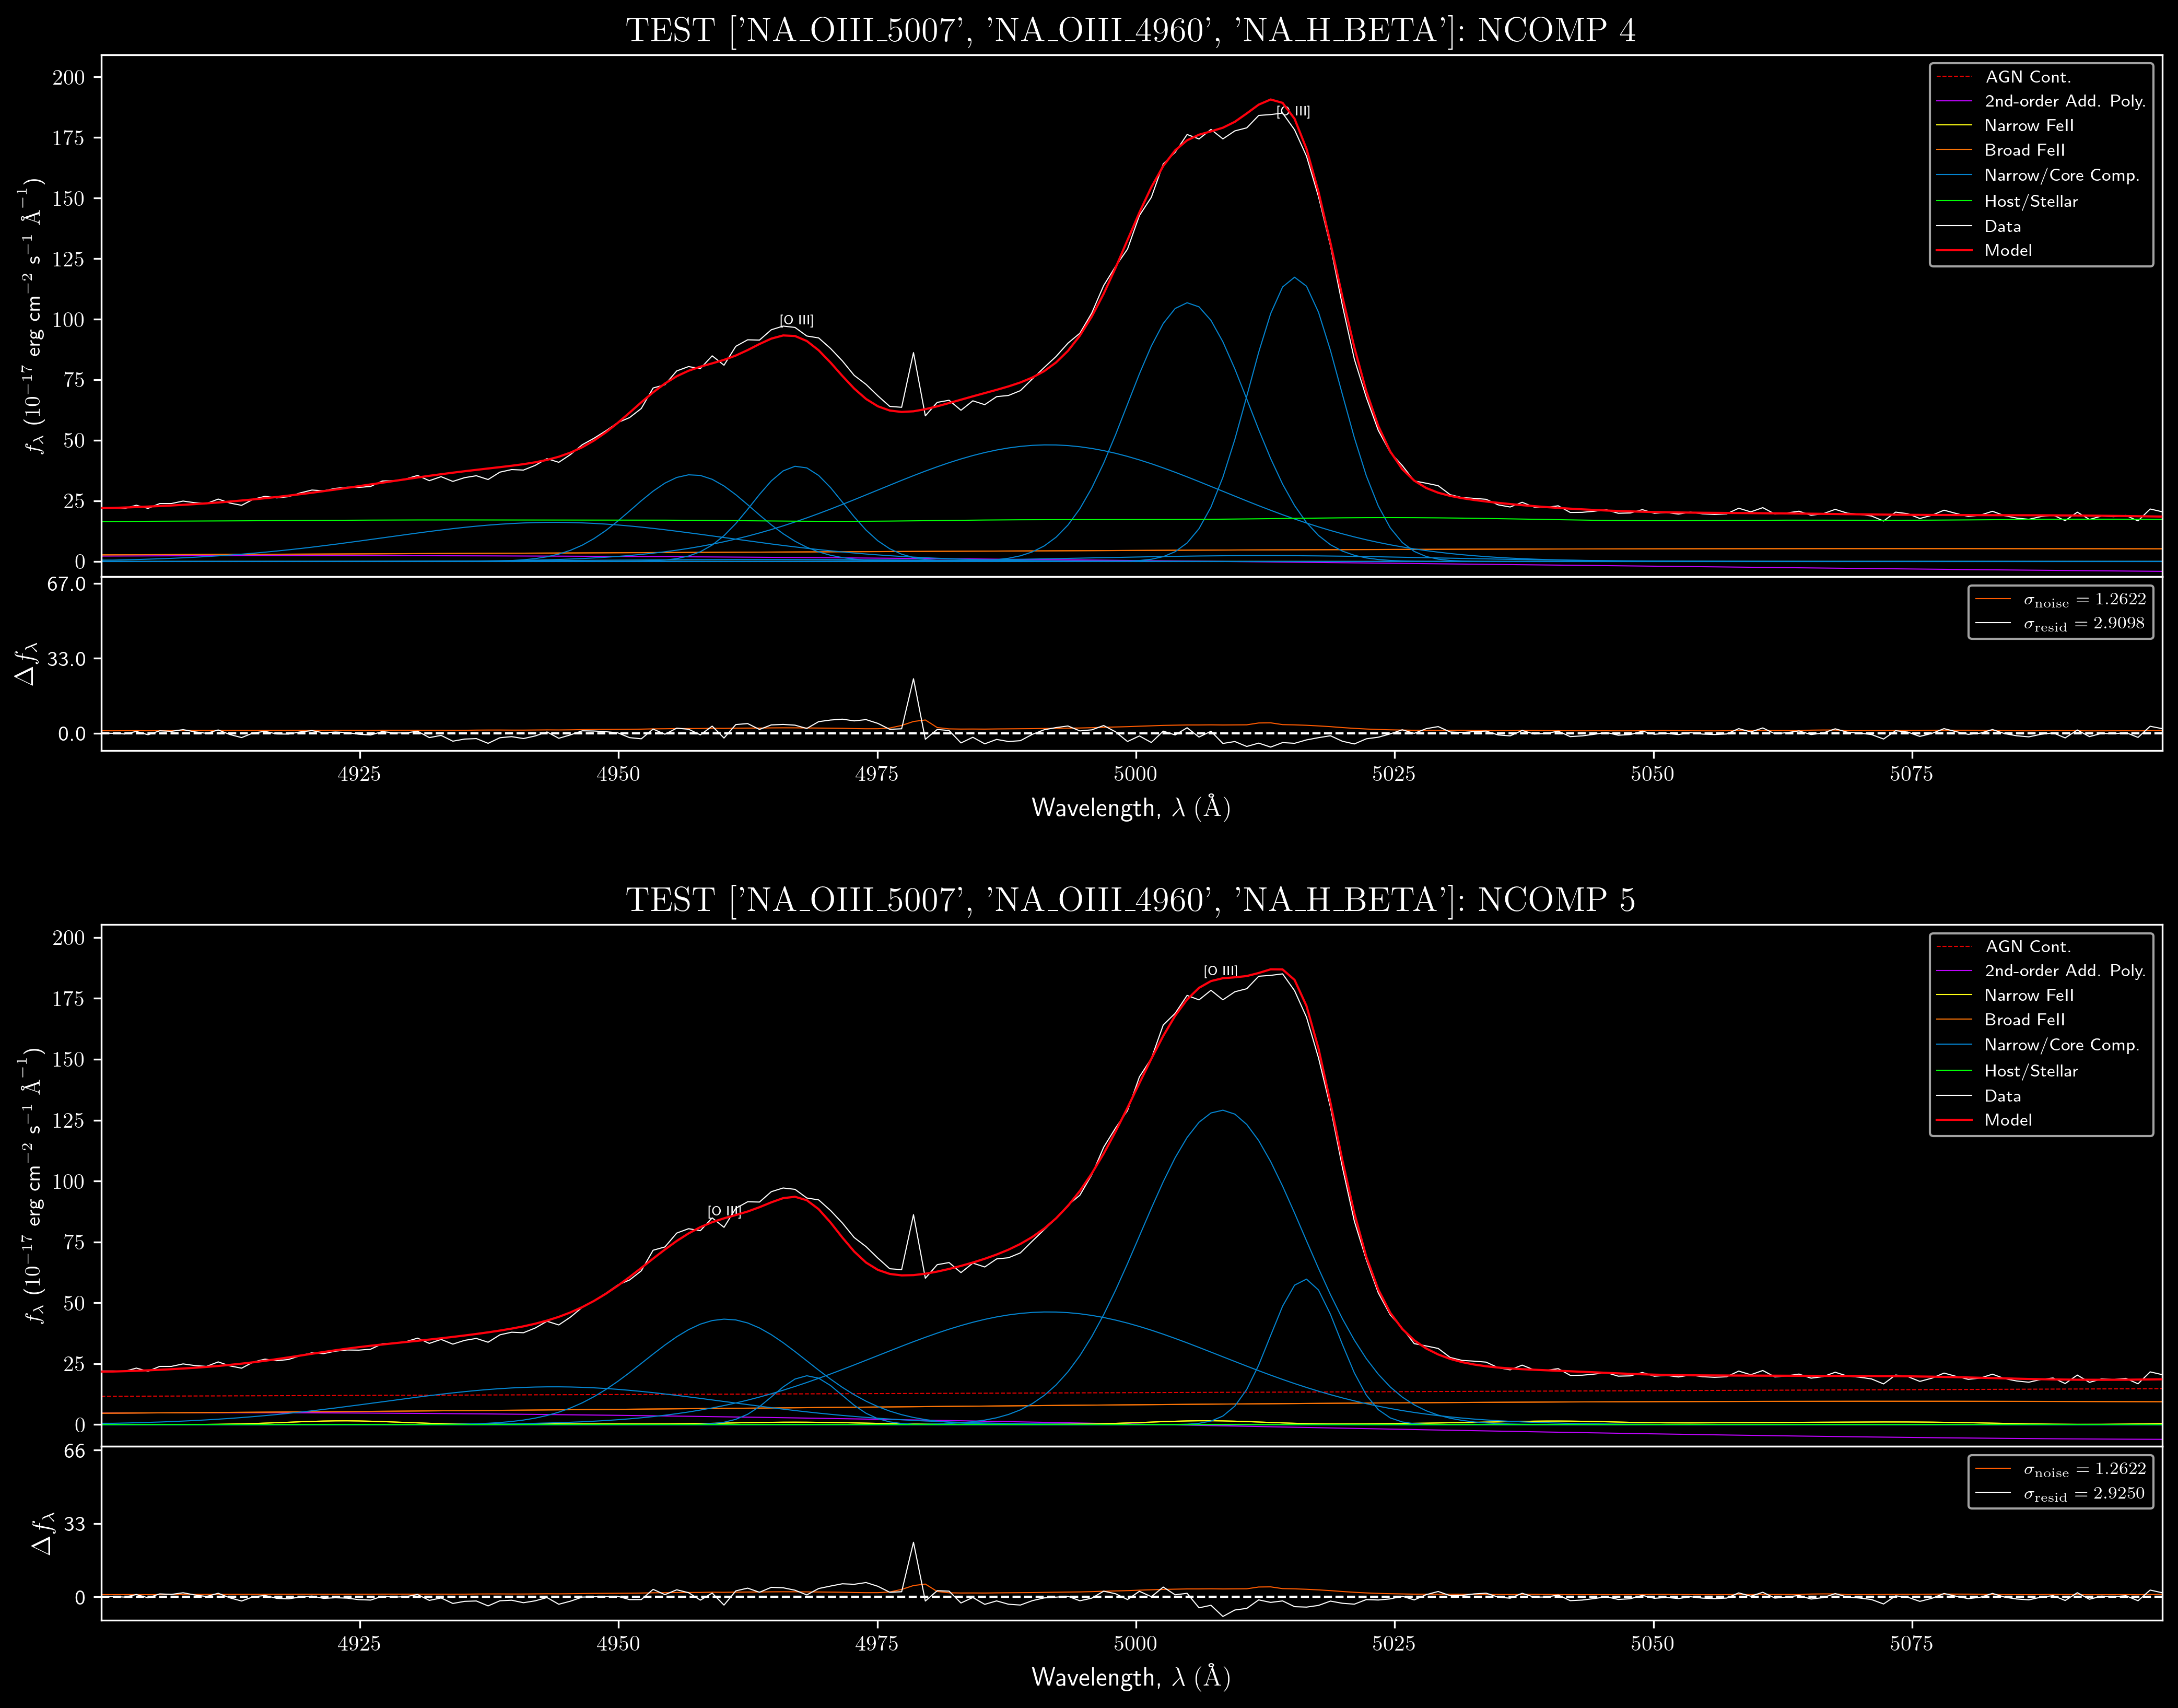 TEST ['NA_OIII_5007', 'NA_OIII_4960', 'NA_H_BETA']: NCOMP 4
200
175
150
125
100
75
50
25
0
f_λ (10⁻¹⁷ erg cm⁻² s⁻¹ Å⁻¹)
[O III]
[O III]
AGN Cont.
2nd-order Add. Poly.
Narrow FeII
Broad FeII
Narrow/Core Comp.
Host/Stellar
Data
Model
67.0
33.0
0.0
Δf_λ
σ_noise = 1.2622
σ_resid = 2.9098
4925 4950 4975 5000 5025 5050 5075
Wavelength, λ (Å)
TEST ['NA_OIII_5007', 'NA_OIII_4960', 'NA_H_BETA']: NCOMP 5
200
175
150
125
100
75
50
25
0
f_λ (10⁻¹⁷ erg cm⁻² s⁻¹ Å⁻¹)
[O III]
[O III]
AGN Cont.
2nd-order Add. Poly.
Narrow FeII
Broad FeII
Narrow/Core Comp.
Host/Stellar
Data
Model
66
33
0
Δf_λ
σ_noise = 1.2622
σ_resid = 2.9250
4925 4950 4975 5000 5025 5050 5075
Wavelength, λ (Å)